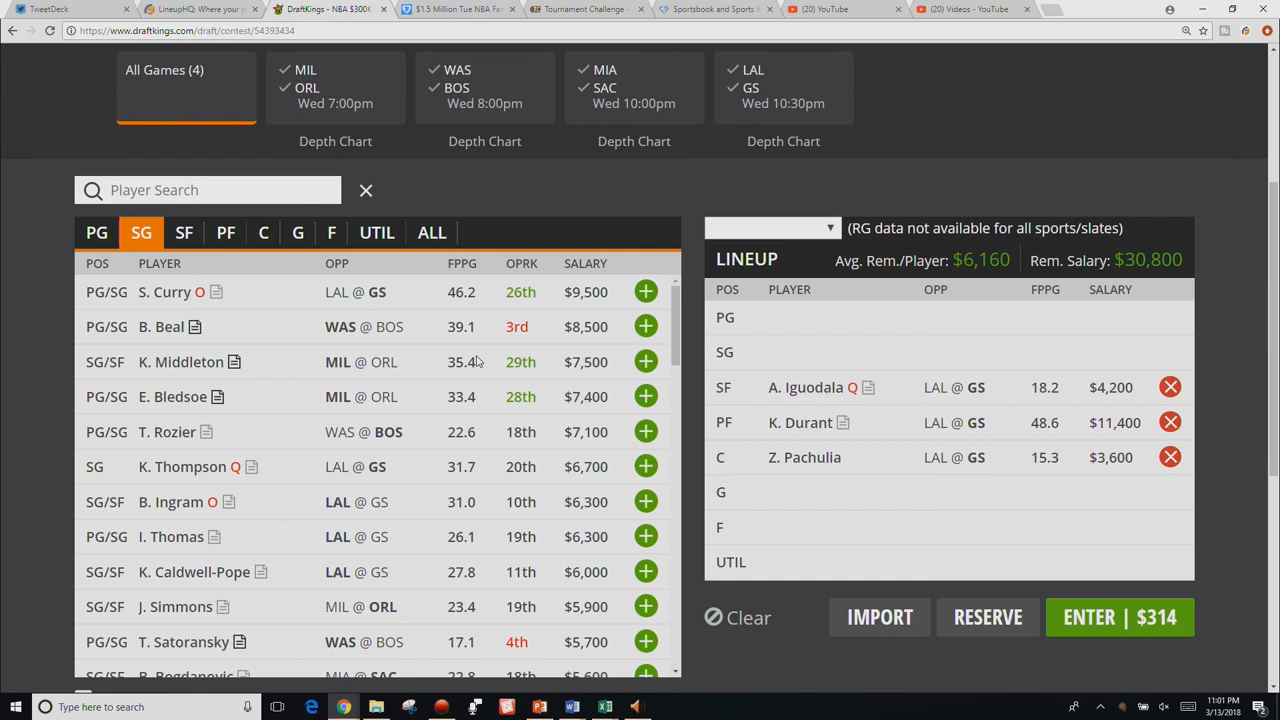 TweetDeck
LineupHQ: Where your
DraftKings - NBA $300K
$1.5 Million Tue NBA Fan
Tournament Challenge -
Sportsbook and Sports B
(20) YouTube
(20) Videos - YouTube
https://www.draftkings.com/draft/contest/54393434
All Games (4)
MIL
ORL
Wed 7:00pm
WAS
BOS
Wed 8:00pm
MIA
SAC
Wed 10:00pm
LAL
GS
Wed 10:30pm
Depth Chart
Depth Chart
Depth Chart
Depth Chart
Player Search
PG SG SF PF C G F UTIL ALL
POS PLAYER OPP FPPG OPRK SALARY
PG/SG S. Curry O LAL @ GS 46.2 26th $9,500
PG/SG B. Beal WAS @ BOS 39.1 3rd $8,500
SG/SF K. Middleton MIL @ ORL 35.4 29th $7,500
PG/SG E. Bledsoe MIL @ ORL 33.4 28th $7,400
PG/SG T. Rozier WAS @ BOS 22.6 18th $7,100
SG K. Thompson Q LAL @ GS 31.7 20th $6,700
SG/SF B. Ingram O LAL @ GS 31.0 10th $6,300
PG/SG I. Thomas LAL @ GS 26.1 19th $6,300
SG/SF K. Caldwell-Pope LAL @ GS 27.8 11th $6,000
SG/SF J. Simmons MIL @ ORL 23.4 19th $5,900
PG/SG T. Satoransky WAS @ BOS 17.1 4th $5,700
SG/SF B. Bogdanovic MIA @ SAC 22.8 18th $5,600
(RG data not available for all sports/slates)
LINEUP Avg. Rem./Player: $6,160 Rem. Salary: $30,800
POS PLAYER OPP FPPG SALARY
PG
SG
SF A. Iguodala Q LAL @ GS 18.2 $4,200
PF K. Durant LAL @ GS 48.6 $11,400
C Z. Pachulia LAL @ GS 15.3 $3,600
G
F
UTIL
Clear IMPORT RESERVE ENTER | $314
Type here to search
11:01 PM
3/13/2018
2